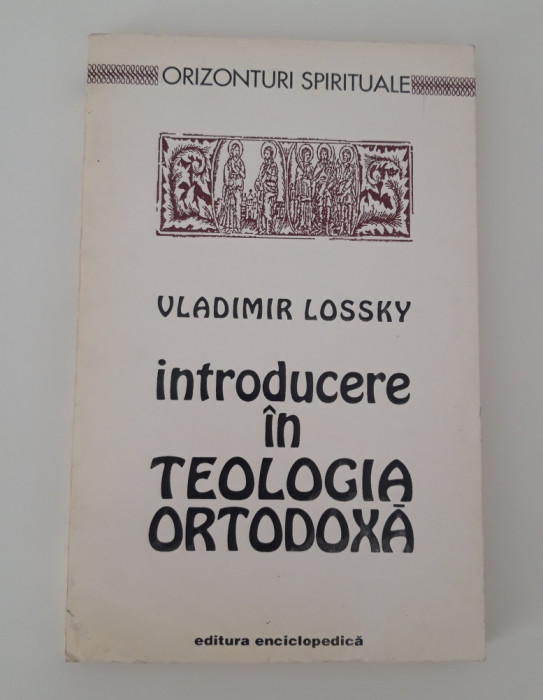 ORIZONTURI SPIRITUALE
VLADIMIR LOSSKY
introducere
în
TEOLOGIA
ORTODOXĂ
editura enciclopedică